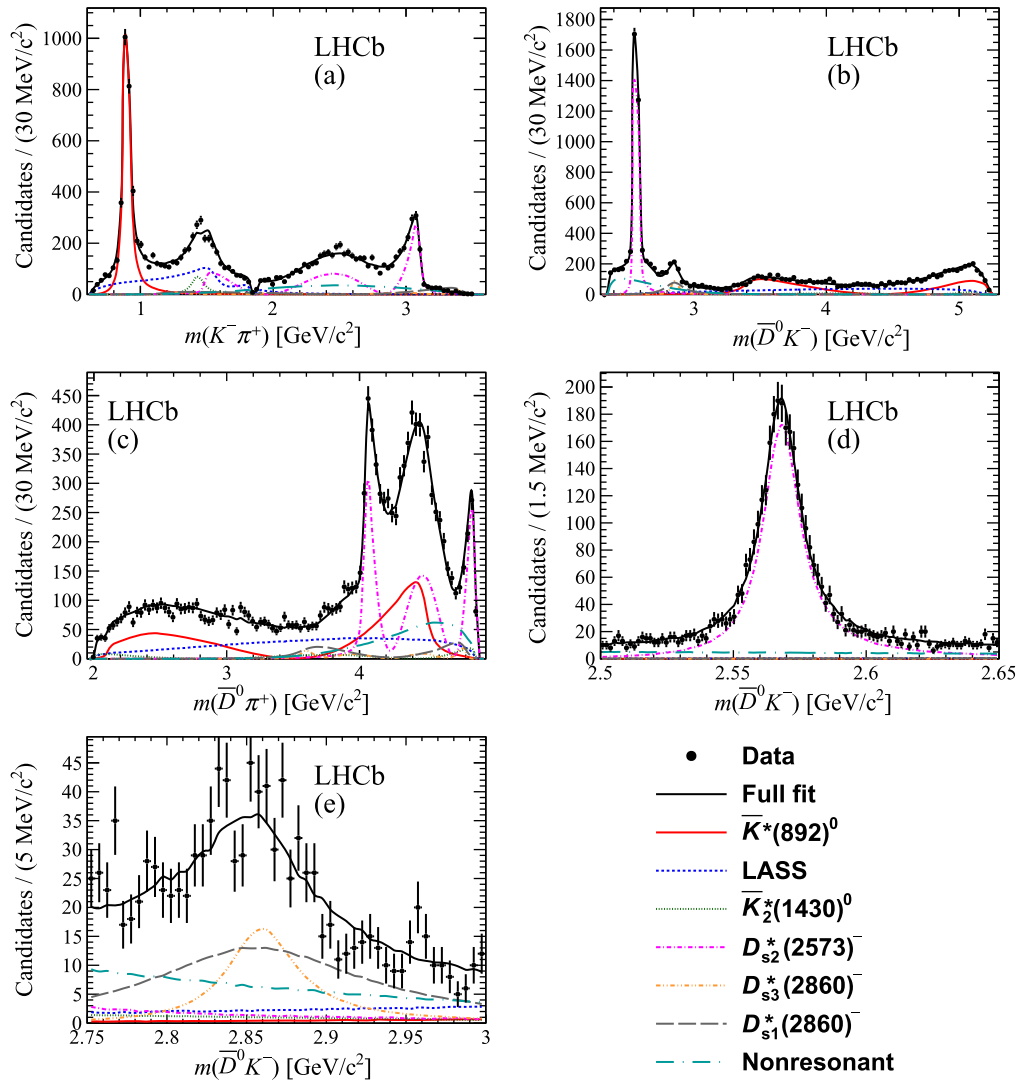 1000
800
600
400
200
0
Candidates / (30 MeV/c²)
LHCb
(a)
1 2 3
m(K⁻π⁺) [GeV/c²]
1800
1600
1400
1200
1000
800
600
400
200
0
Candidates / (30 MeV/c²)
LHCb
(b)
3 4 5
m(D̅⁰K⁻) [GeV/c²]
450
400
350
300
250
200
150
100
50
0
Candidates / (30 MeV/c²)
LHCb
(c)
2 3 4
m(D̅⁰π⁺) [GeV/c²]
200
180
160
140
120
100
80
60
40
20
0
Candidates / (1.5 MeV/c²)
LHCb
(d)
2.5 2.55 2.6 2.65
m(D̅⁰K⁻) [GeV/c²]
45
40
35
30
25
20
15
10
5
0
Candidates / (5 MeV/c²)
LHCb
(e)
2.75 2.8 2.85 2.9 2.95 3
m(D̅⁰K⁻) [GeV/c²]
Data
Full fit
K̅*(892)⁰
LASS
K̅₂*(1430)⁰
Dₛ₂*(2573)⁻
Dₛ₃*(2860)⁻
Dₛ₁*(2860)⁻
Nonresonant